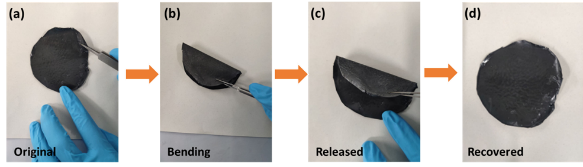 (a)
Original
(b)
Bending
(c)
Released
(d)
Recovered